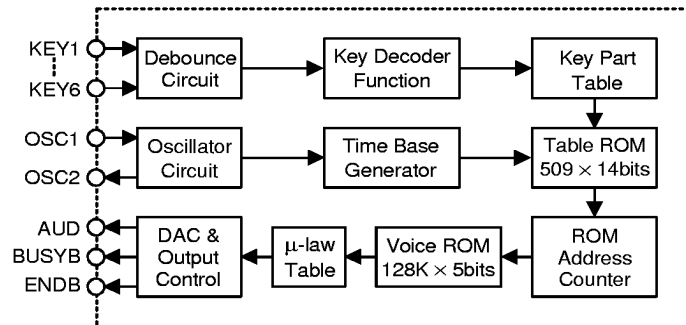 KEY1
KEY6
Debounce
Circuit
Key Decoder
Function
Key Part
Table
OSC1
OSC2
Oscillator
Circuit
Time Base
Generator
Table ROM
509 × 14bits
AUD
BUSYB
ENDB
DAC &
Output
Control
μ-law
Table
Voice ROM
128K × 5bits
ROM
Address
Counter